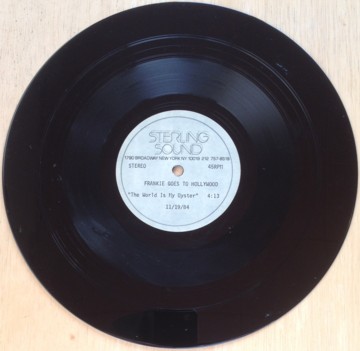 STERLING
SOUND
1790 BROADWAY NEW YORK NY 10019 212 757-8519
STEREO 45RPM
FRANKIE GOES TO HOLLYWOOD
"The World Is My Oyster" 4:13
11/19/84